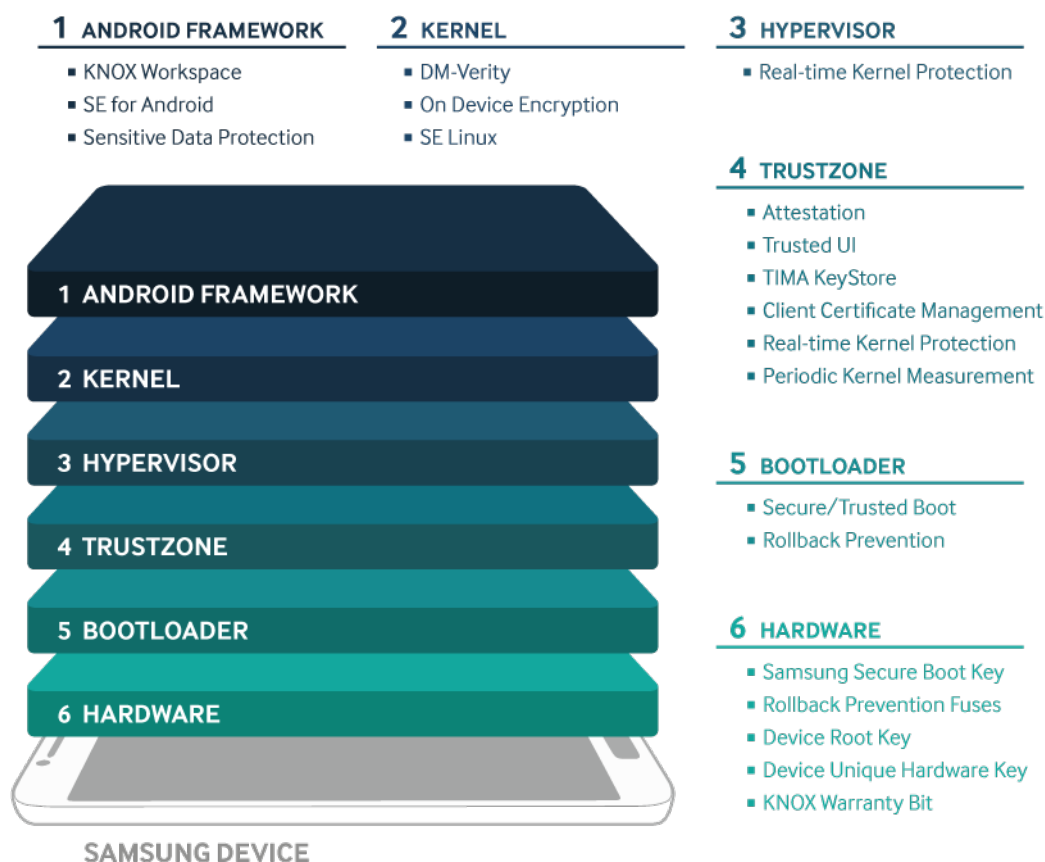 1 ANDROID FRAMEWORK
▪ KNOX Workspace
▪ SE for Android
▪ Sensitive Data Protection
2 KERNEL
▪ DM-Verity
▪ On Device Encryption
▪ SE Linux
3 HYPERVISOR
▪ Real-time Kernel Protection
4 TRUSTZONE
▪ Attestation
▪ Trusted UI
▪ TIMA KeyStore
▪ Client Certificate Management
▪ Real-time Kernel Protection
▪ Periodic Kernel Measurement
5 BOOTLOADER
▪ Secure/Trusted Boot
▪ Rollback Prevention
6 HARDWARE
▪ Samsung Secure Boot Key
▪ Rollback Prevention Fuses
▪ Device Root Key
▪ Device Unique Hardware Key
▪ KNOX Warranty Bit
1 ANDROID FRAMEWORK
2 KERNEL
3 HYPERVISOR
4 TRUSTZONE
5 BOOTLOADER
6 HARDWARE
SAMSUNG DEVICE